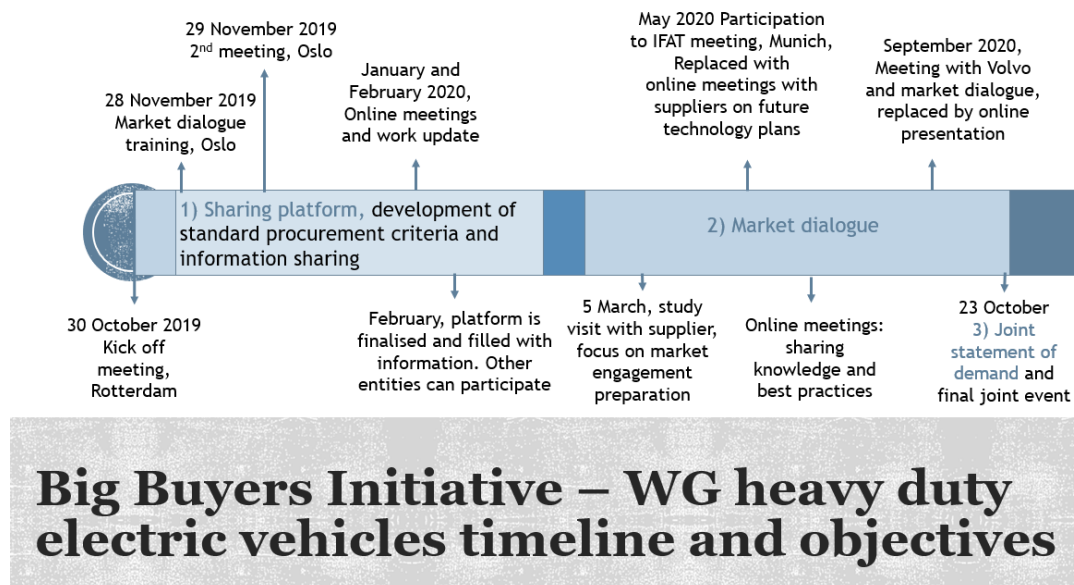 29 November 2019
2nd meeting, Oslo
28 November 2019
Market dialogue
training, Oslo
January and
February 2020,
Online meetings
and work update
May 2020 Participation
to IFAT meeting, Munich,
Replaced with
online meetings with
suppliers on future
technology plans
September 2020,
Meeting with Volvo
and market dialogue,
replaced by online
presentation
1) Sharing platform, development of
standard procurement criteria and
information sharing
2) Market dialogue
30 October 2019
Kick off
meeting,
Rotterdam
February, platform is
finalised and filled with
information. Other
entities can participate
5 March, study
visit with supplier,
focus on market
engagement
preparation
Online meetings:
sharing
knowledge and
best practices
23 October
3) Joint
statement of
demand and
final joint event
Big Buyers Initiative – WG heavy duty
electric vehicles timeline and objectives